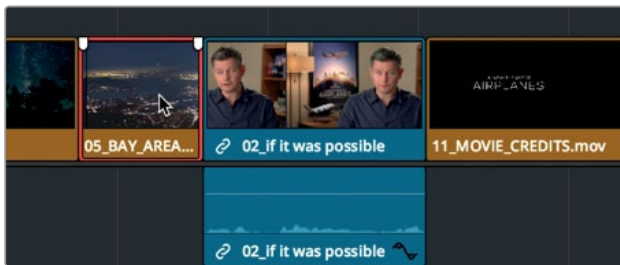 AIRPLANES
05_BAY_AREA...
02_if it was possible
11_MOVIE_CREDITS.mov
02_if it was possible